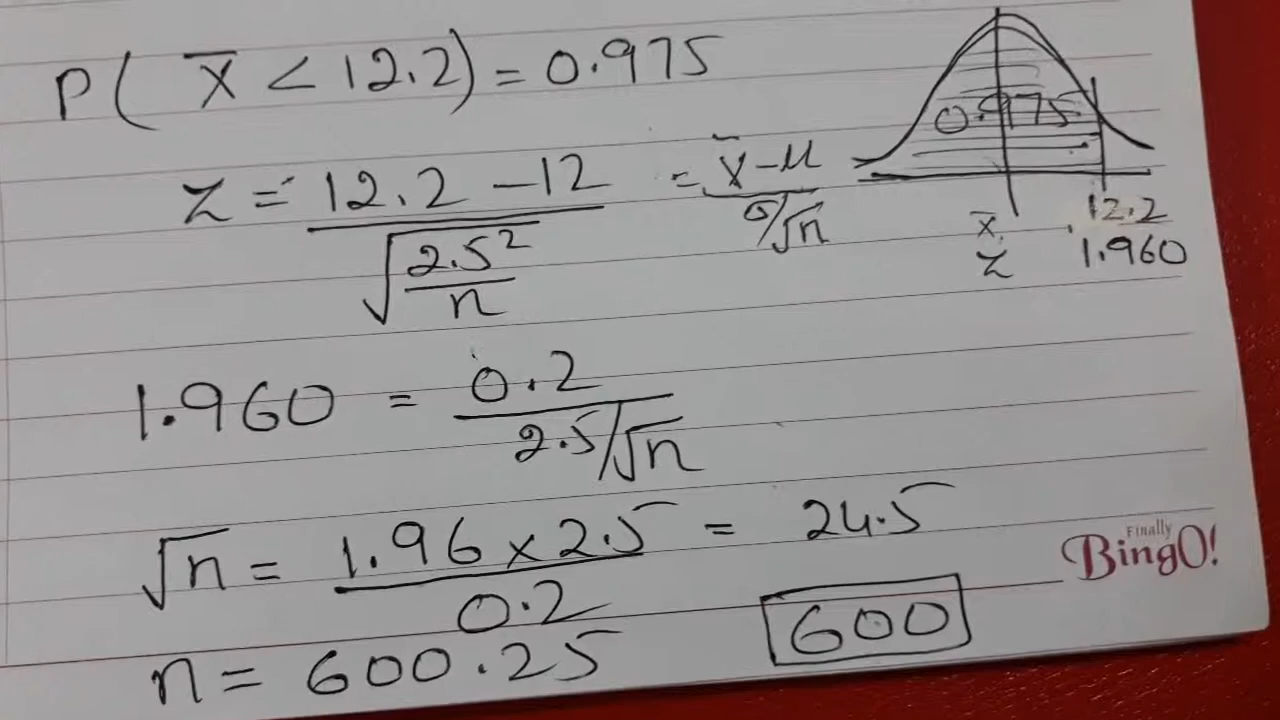 P( x̅ < 12.2) = 0.975
0.975
z = 12.2 - 12 / √(2.5² / n) = x̅ - μ / σ/√n
x̅ 12.2
z 1.960
1.960 = 0.2 / 2.5/√n
√n = 1.96 × 2.5 / 0.2 = 24.5
n = 600.25
600
Finally
BingO!